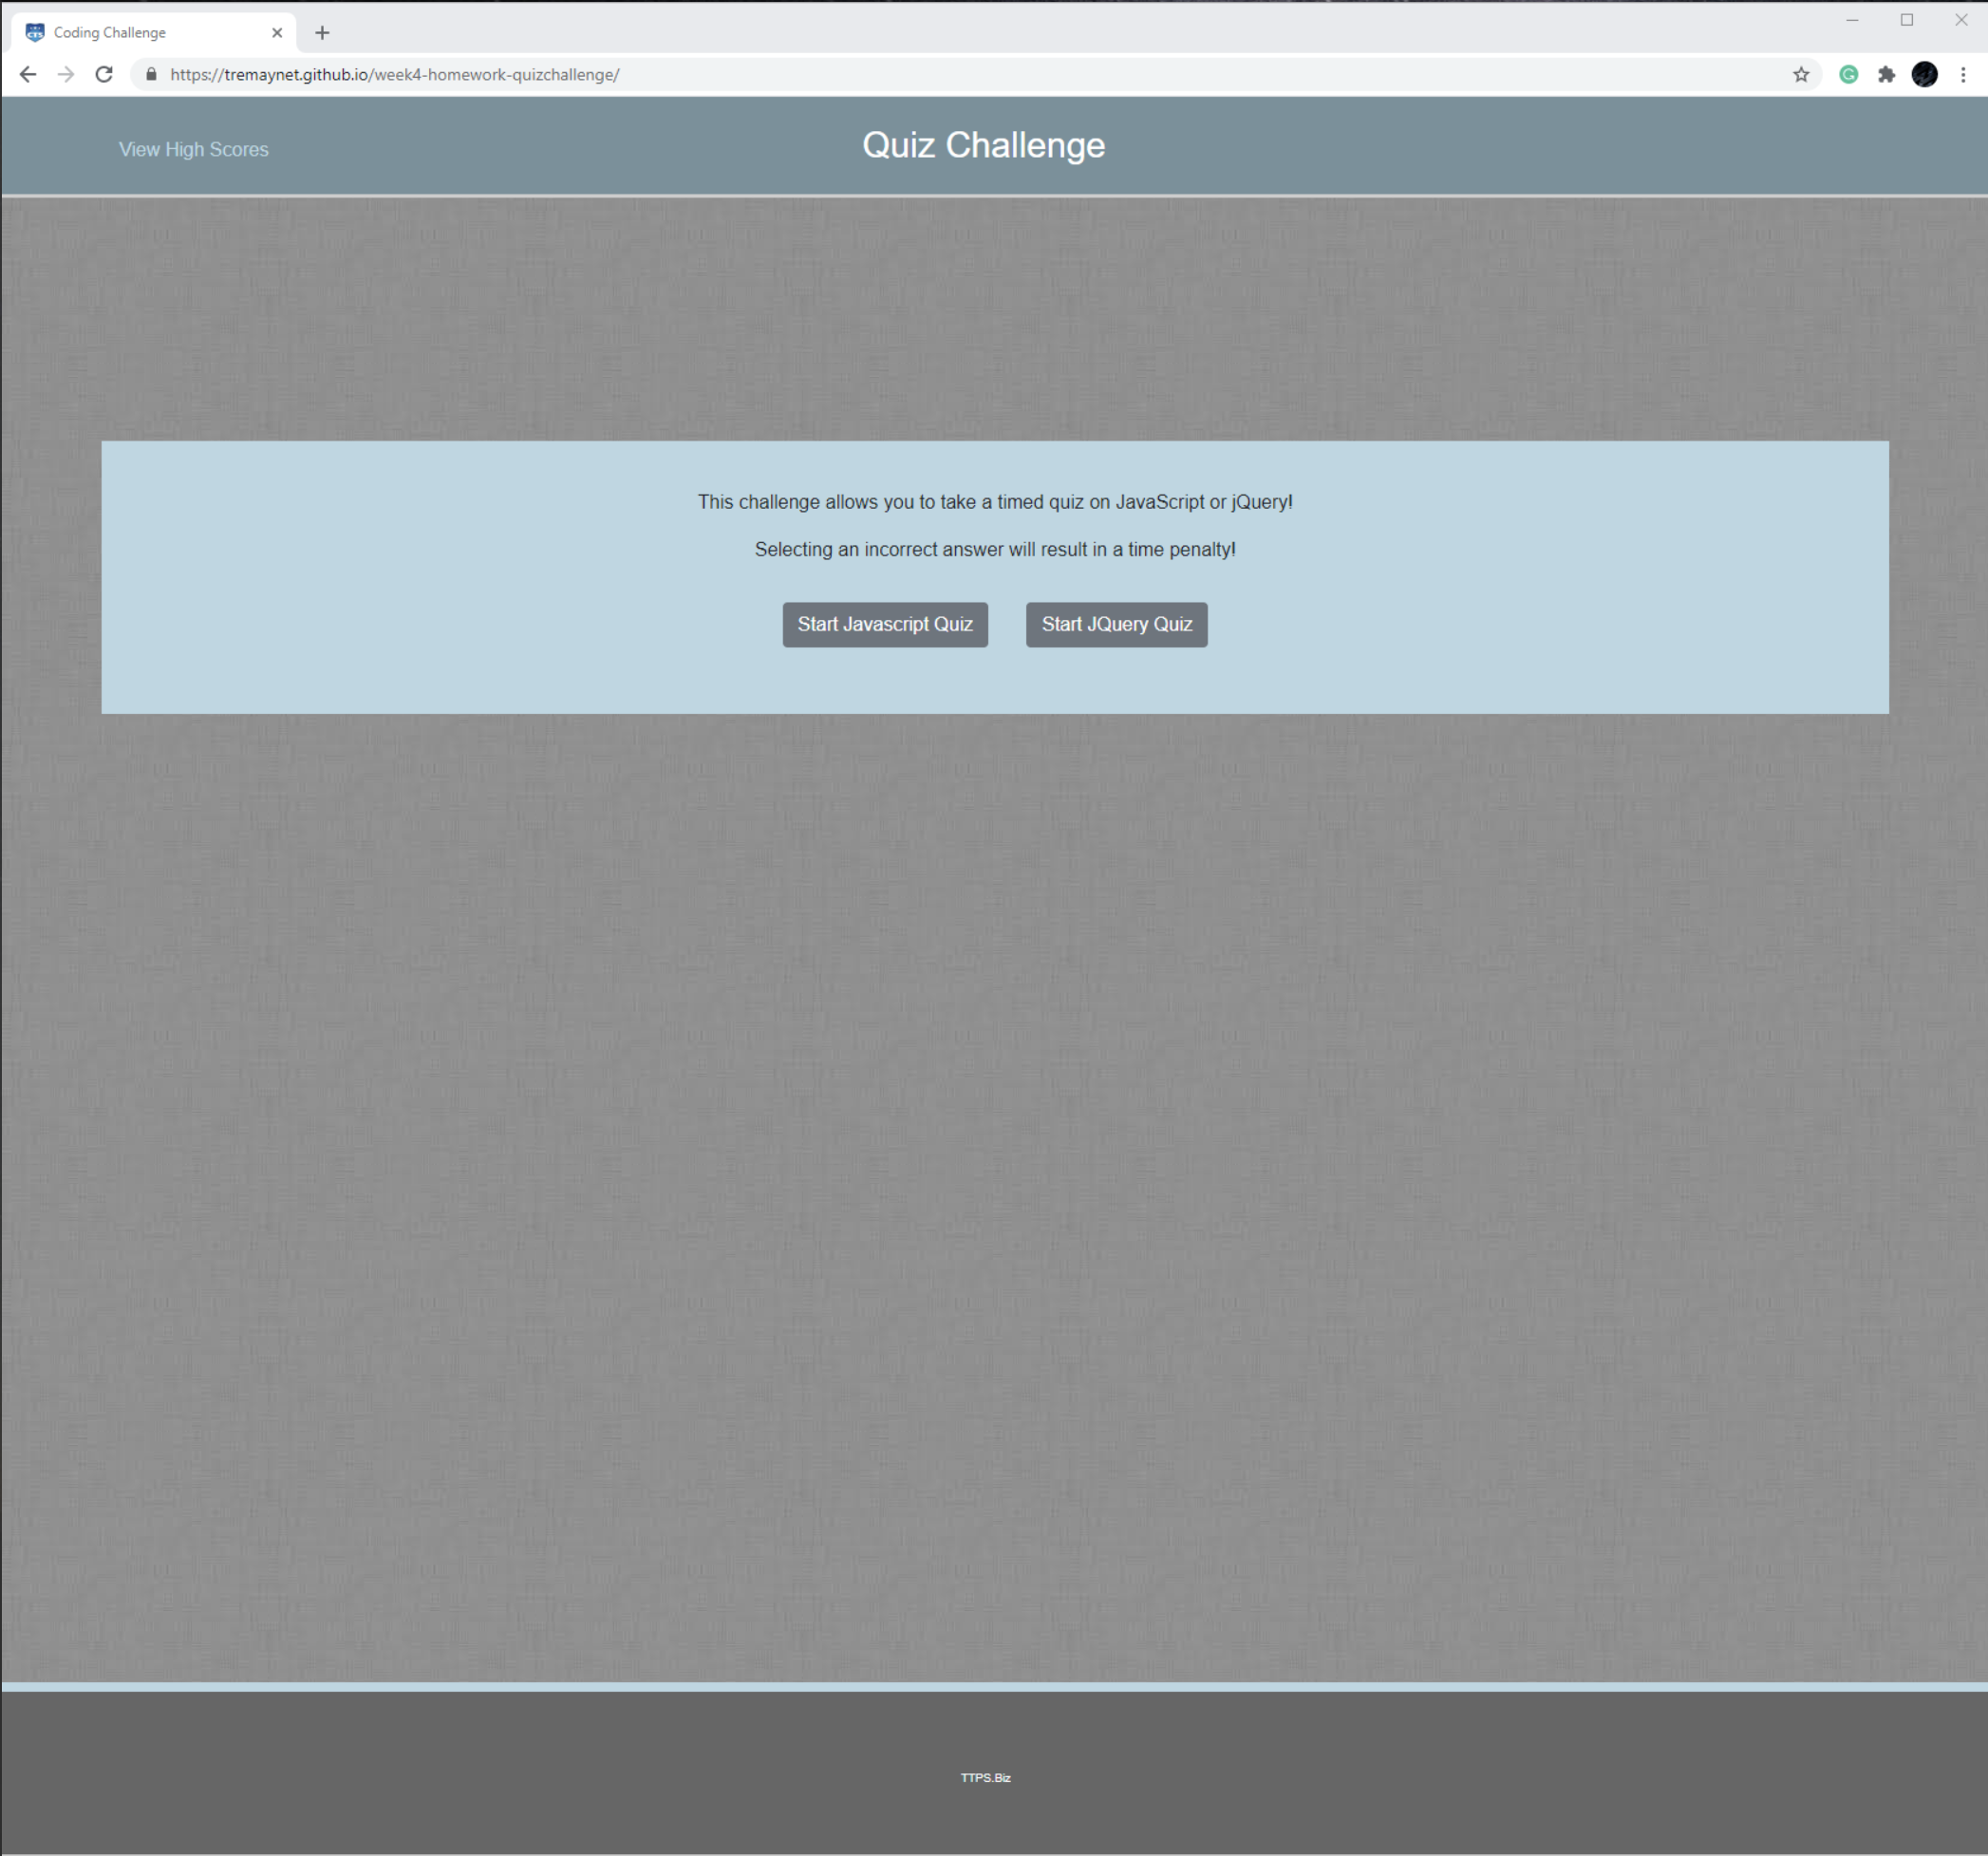 Coding Challenge
https://tremaynet.github.io/week4-homework-quizchallenge/
View High Scores
Quiz Challenge
This challenge allows you to take a timed quiz on JavaScript or jQuery!
Selecting an incorrect answer will result in a time penalty!
Start Javascript Quiz
Start JQuery Quiz
TTPS.Biz